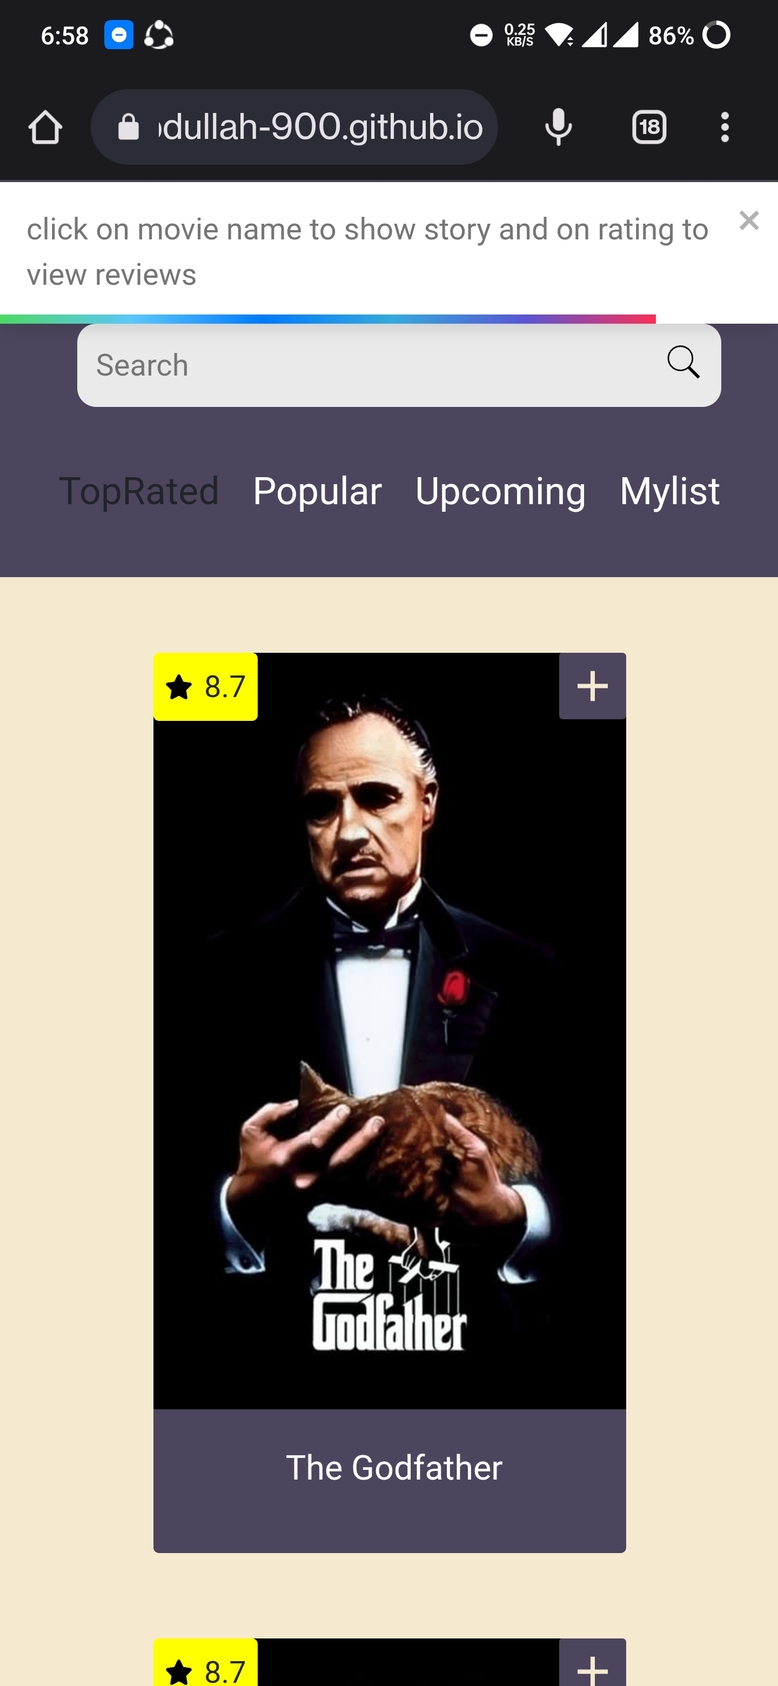 6:58
0.25
KB/S
86%
dullah-900.github.io
18
click on movie name to show story and on rating to
view reviews
Search
TopRated Popular Upcoming Mylist
8.7
The
Godfather
The Godfather
8.7